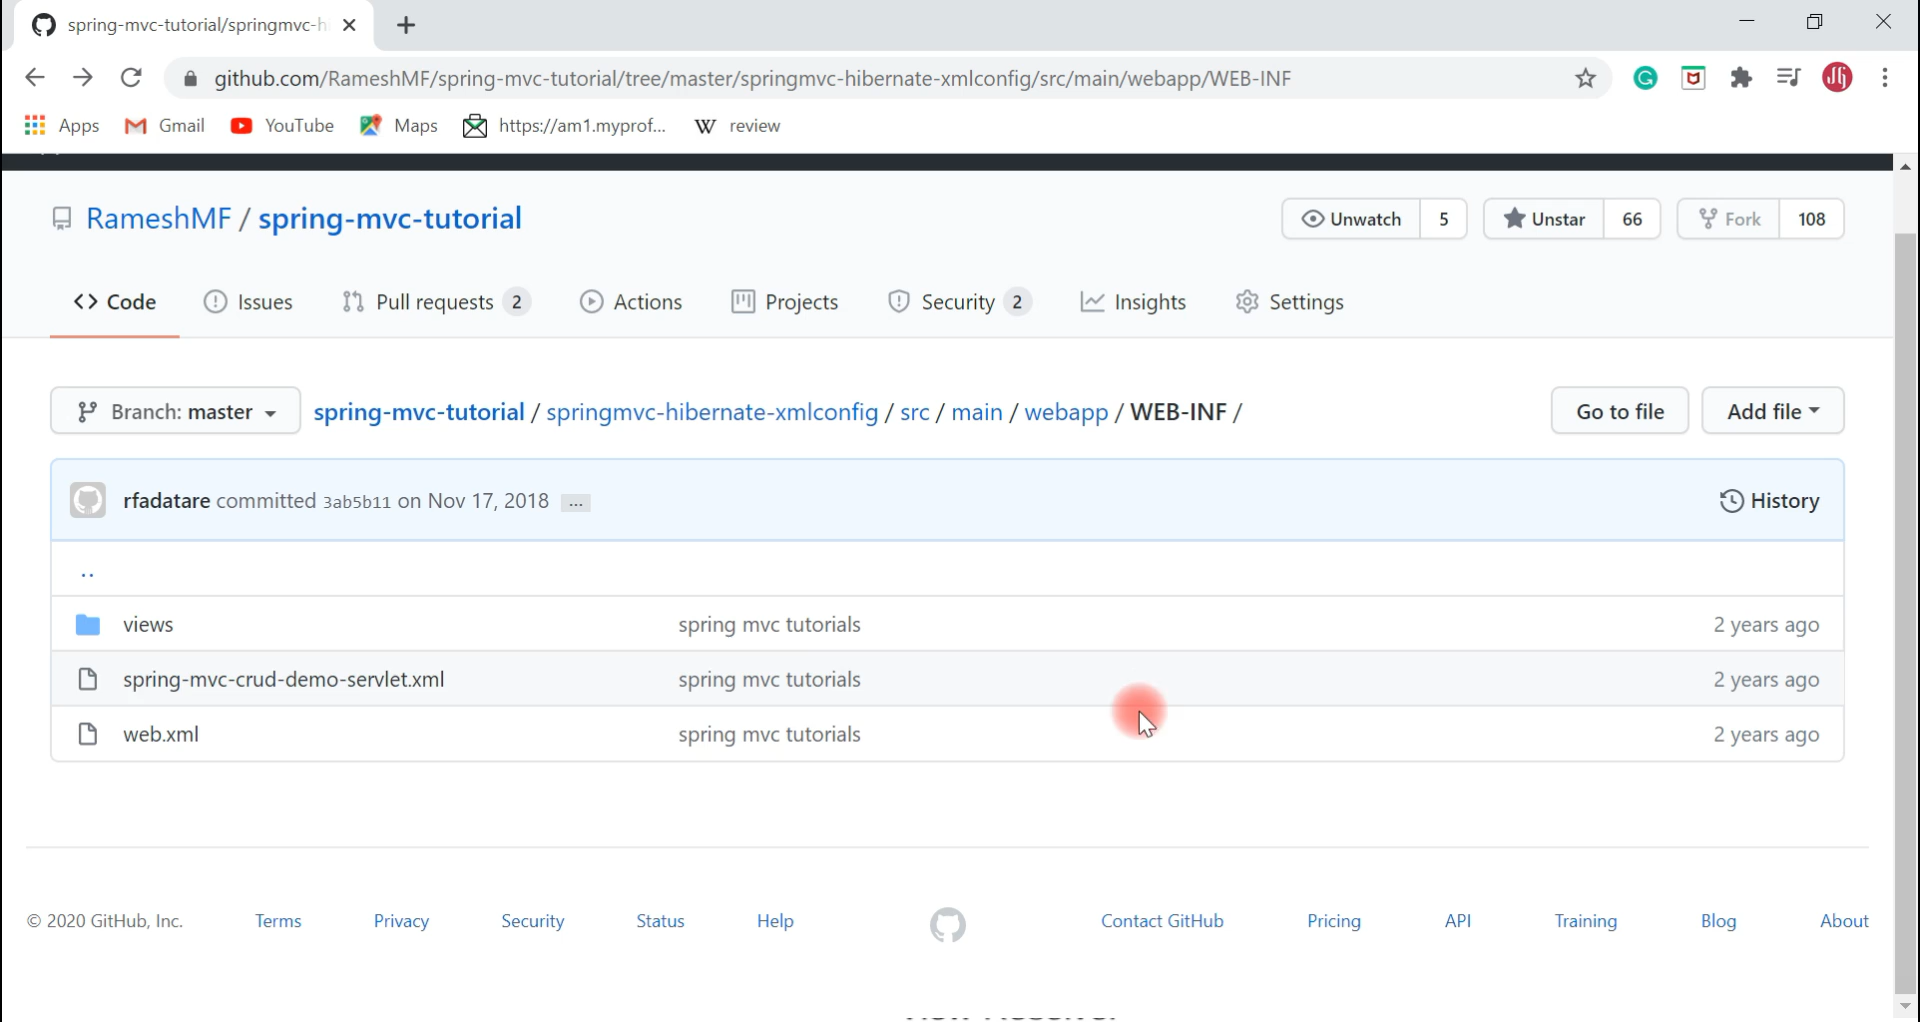 spring-mvc-tutorial/springmvc-h
github.com/RameshMF/spring-mvc-tutorial/tree/master/springmvc-hibernate-xmlconfig/src/main/webapp/WEB-INF
Apps Gmail YouTube Maps https://am1.myprof... W review
RameshMF / spring-mvc-tutorial Unwatch 5 Unstar 66 Fork 108
<> Code Issues Pull requests 2 Actions Projects Security 2 Insights Settings
Branch: master spring-mvc-tutorial / springmvc-hibernate-xmlconfig / src / main / webapp / WEB-INF / Go to file Add file
rfadatare committed 3ab5b11 on Nov 17, 2018 ... History
..
views spring mvc tutorials 2 years ago
spring-mvc-crud-demo-servlet.xml spring mvc tutorials 2 years ago
web.xml spring mvc tutorials 2 years ago
© 2020 GitHub, Inc. Terms Privacy Security Status Help Contact GitHub Pricing API Training Blog About